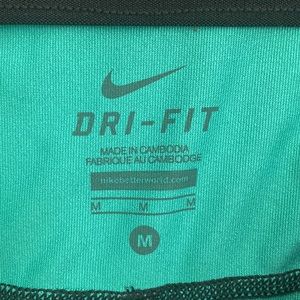 DRI-FIT
MADE IN CAMBODIA
FABRIQUE AU CAMBODGE
nikebetterworld.com
M M M
M